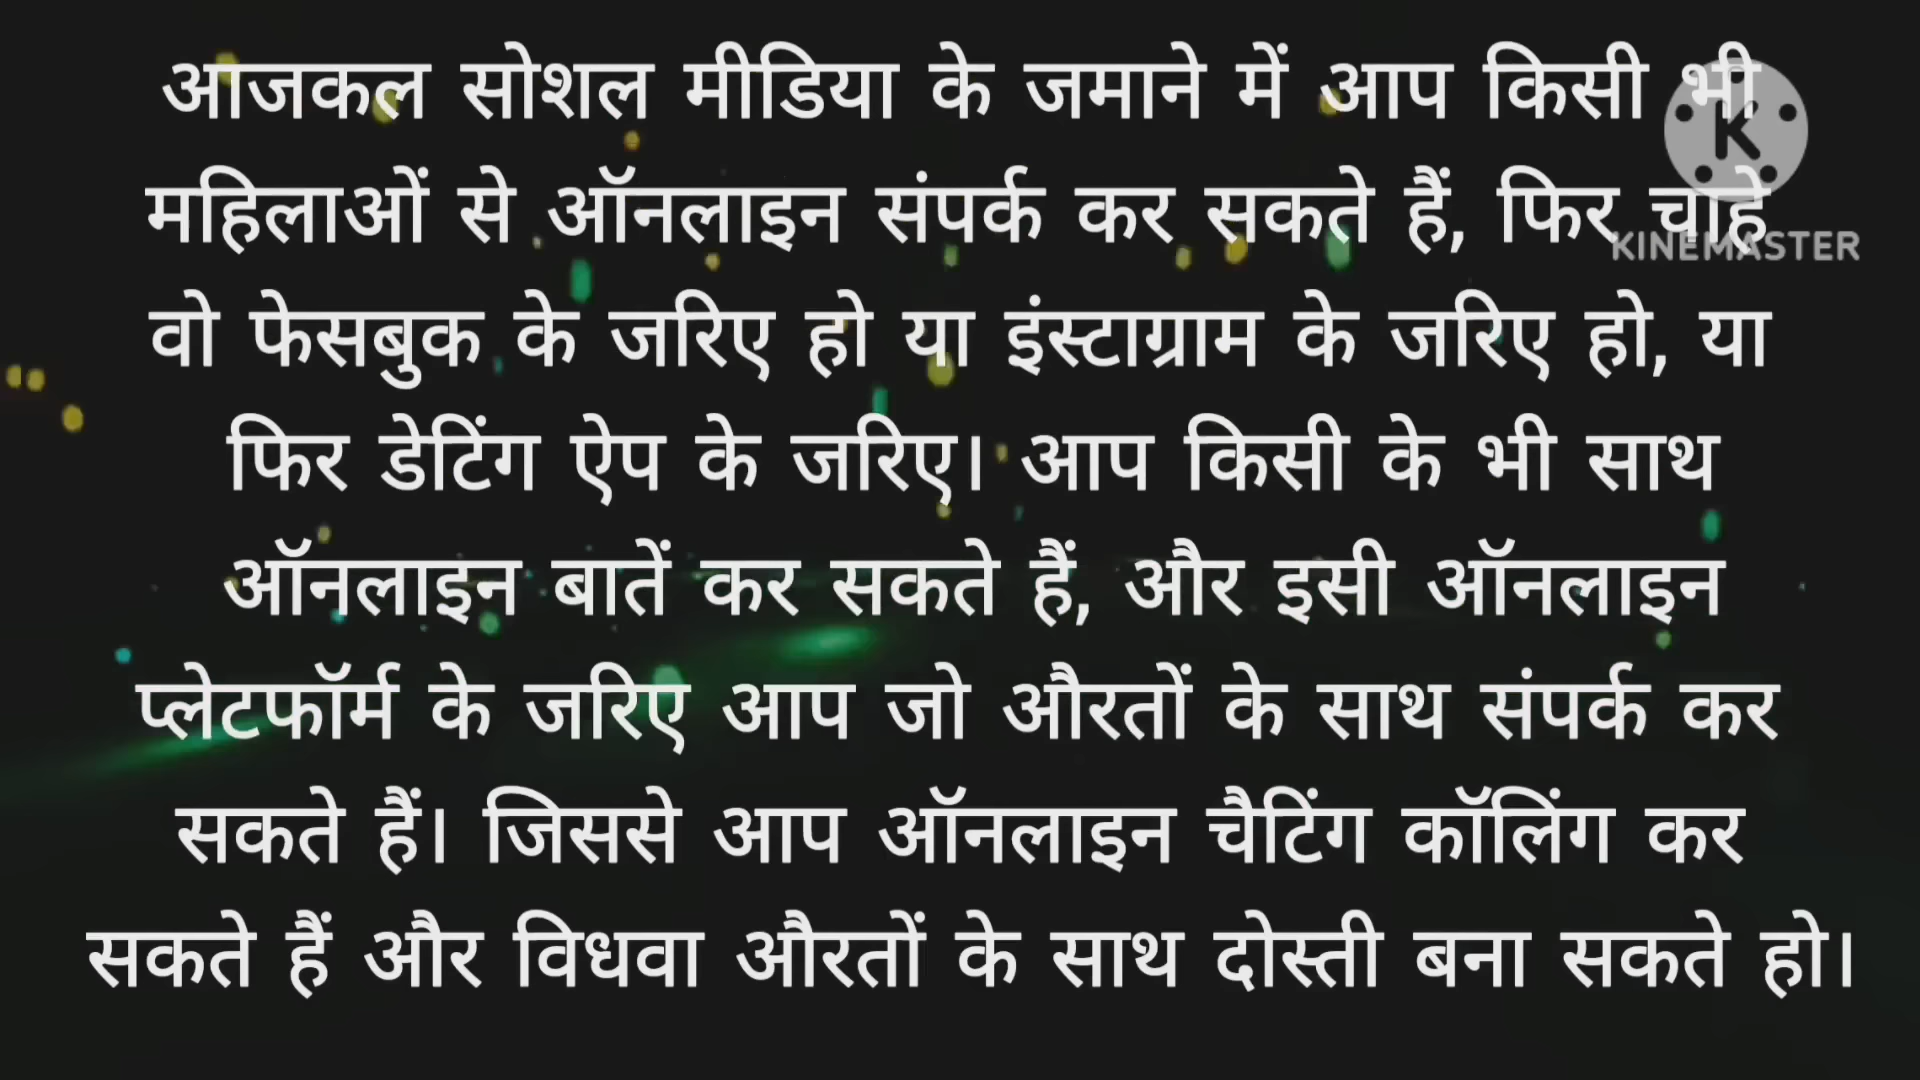 आजकल सोशल मीडिया के जमाने में आप किसी भी
महिलाओं से ऑनलाइन संपर्क कर सकते हैं, फिर चाहे
वो फेसबुक के जरिए हो या इंस्टाग्राम के जरिए हो, या
फिर डेटिंग ऐप के जरिए। आप किसी के भी साथ
ऑनलाइन बातें कर सकते हैं, और इसी ऑनलाइन
प्लेटफॉर्म के जरिए आप जो औरतों के साथ संपर्क कर
सकते हैं। जिससे आप ऑनलाइन चैटिंग कॉलिंग कर
सकते हैं और विधवा औरतों के साथ दोस्ती बना सकते हो।
K
KINEMASTER